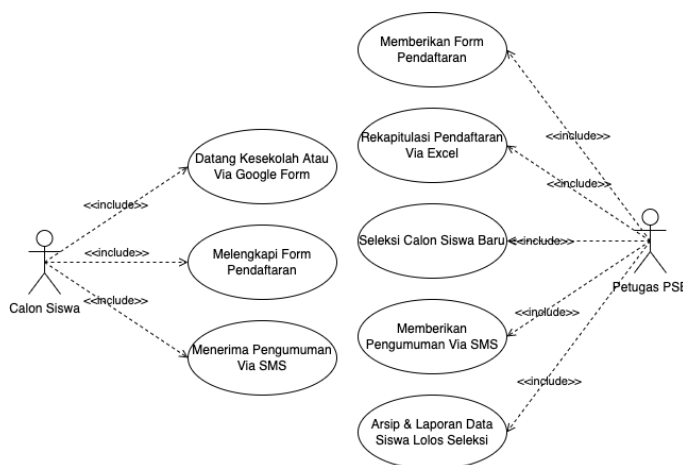 Memberikan Form
Pendaftaran
<<include>>
Rekapitulasi Pendaftaran
Via Excel
Datang Kesekolah Atau
Via Google Form
<<include>>
<<include>>
Seleksi Calon Siswa Baru
<<include>>
<<include>>
Melengkapi Form
Pendaftaran
Calon Siswa
Petugas PSB
<<include>>
<<include>>
Memberikan
Pengumuman Via SMS
Menerima Pengumuman
Via SMS
<<include>>
Arsip & Laporan Data
Siswa Lolos Seleksi